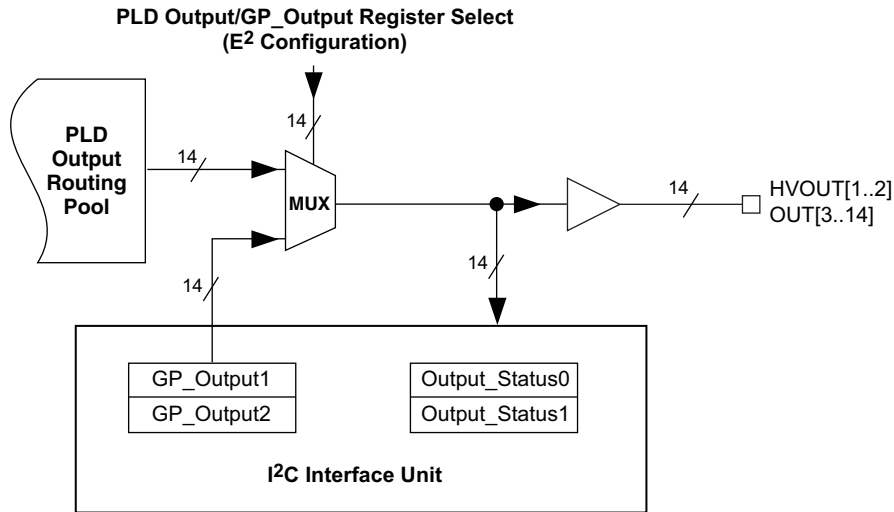 PLD Output/GP_Output Register Select
(E2 Configuration)
14
PLD
Output
Routing
Pool
14
MUX
14
HVOUT[1..2]
OUT[3..14]
14
14
GP_Output1
GP_Output2
Output_Status0
Output_Status1
I2C Interface Unit